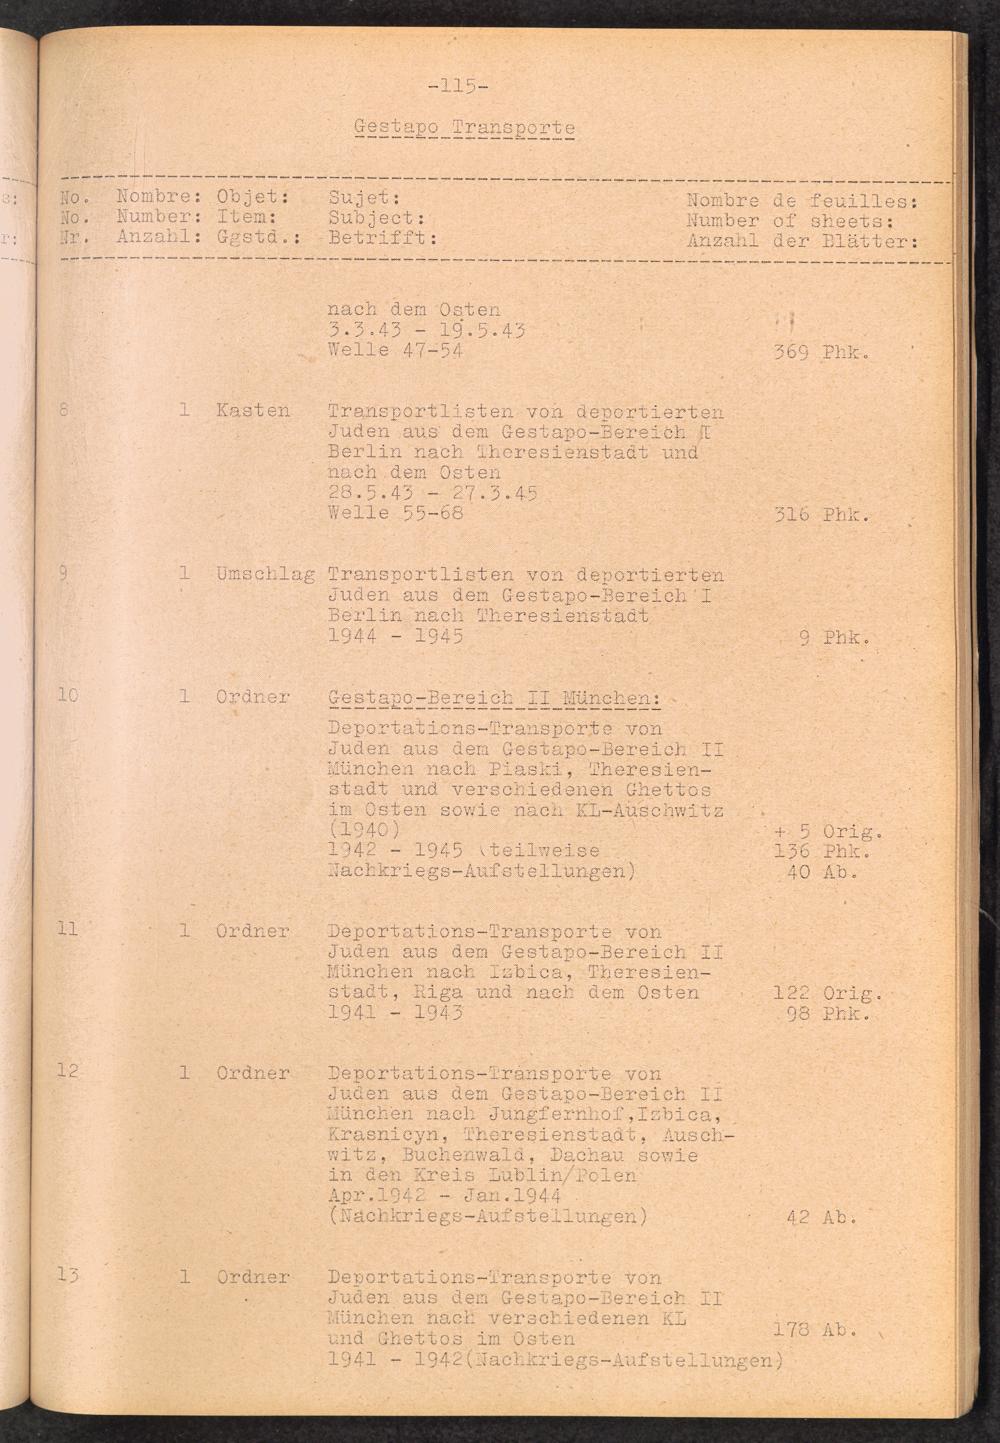 -115-
Gestapo Transporte
No. Nombre: Objet: Sujet: Nombre de feuilles:
No. Number: Item: Subject: Number of sheets:
Nr. Anzahl: Ggstd.: Betrifft: Anzahl der Blätter:
nach dem Osten
3.3.43 - 19.5.43
Welle 47-54 369 Phk.
8 1 Kasten Transportlisten von deportierten
Juden aus dem Gestapo-Bereich I
Berlin nach Theresienstadt und
nach dem Osten
28.5.43 - 27.3.45
Welle 55-68 316 Phk.
9 1 Umschlag Transportlisten von deportierten
Juden aus dem Gestapo-Bereich I
Berlin nach Theresienstadt
1944 - 1945 9 Phk.
10 1 Ordner Gestapo-Bereich II München:
Deportations-Transporte von
Juden aus dem Gestapo-Bereich II
München nach Piaski, Theresien-
stadt und verschiedenen Ghettos
im Osten sowie nach KL-Auschwitz
(1940) + 5 Orig.
1942 - 1945 (teilweise 136 Phk.
Nachkriegs-Aufstellungen) 40 Ab.
11 1 Ordner Deportations-Transporte von
Juden aus dem Gestapo-Bereich II
München nach Izbica, Theresien-
stadt, Riga und nach dem Osten 122 Orig.
1941 - 1943 98 Phk.
12 1 Ordner Deportations-Transporte von
Juden aus dem Gestapo-Bereich II
München nach Jungfernhof,Izbica,
Krasnicyn, Theresienstadt, Ausch-
witz, Buchenwald, Dachau sowie
in den Kreis Lublin/Polen
Apr.1942 - Jan.1944
(Nachkriegs-Aufstellungen) 42 Ab.
13 1 Ordner Deportations-Transporte von
Juden aus dem Gestapo-Bereich II
München nach verschiedenen KL
und Ghettos im Osten 178 Ab.
1941 - 1942(Nachkriegs-Aufstellungen)